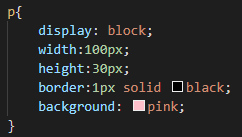 p{
display: block;
width:100px;
height:30px;
border:1px solid black;
background: pink;
}